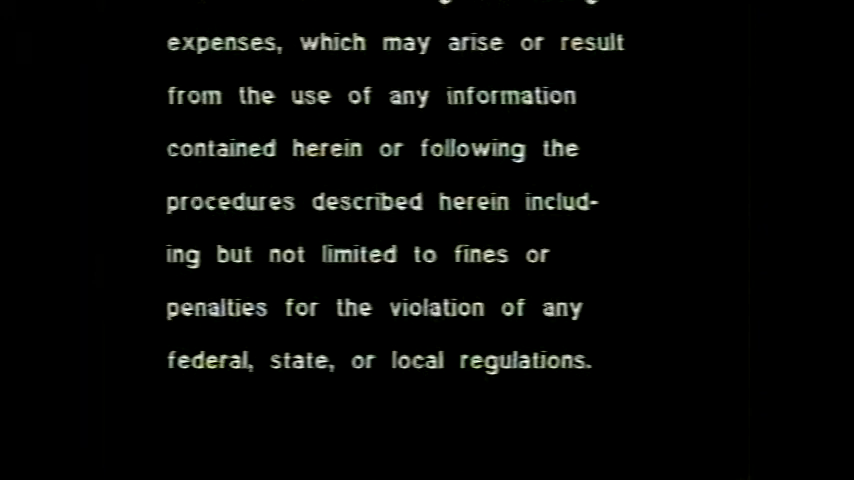 expenses, which may arise or result
from the use of any information
contained herein or following the
procedures described herein includ-
ing but not limited to fines or
penalties for the violation of any
federal, state, or local regulations.